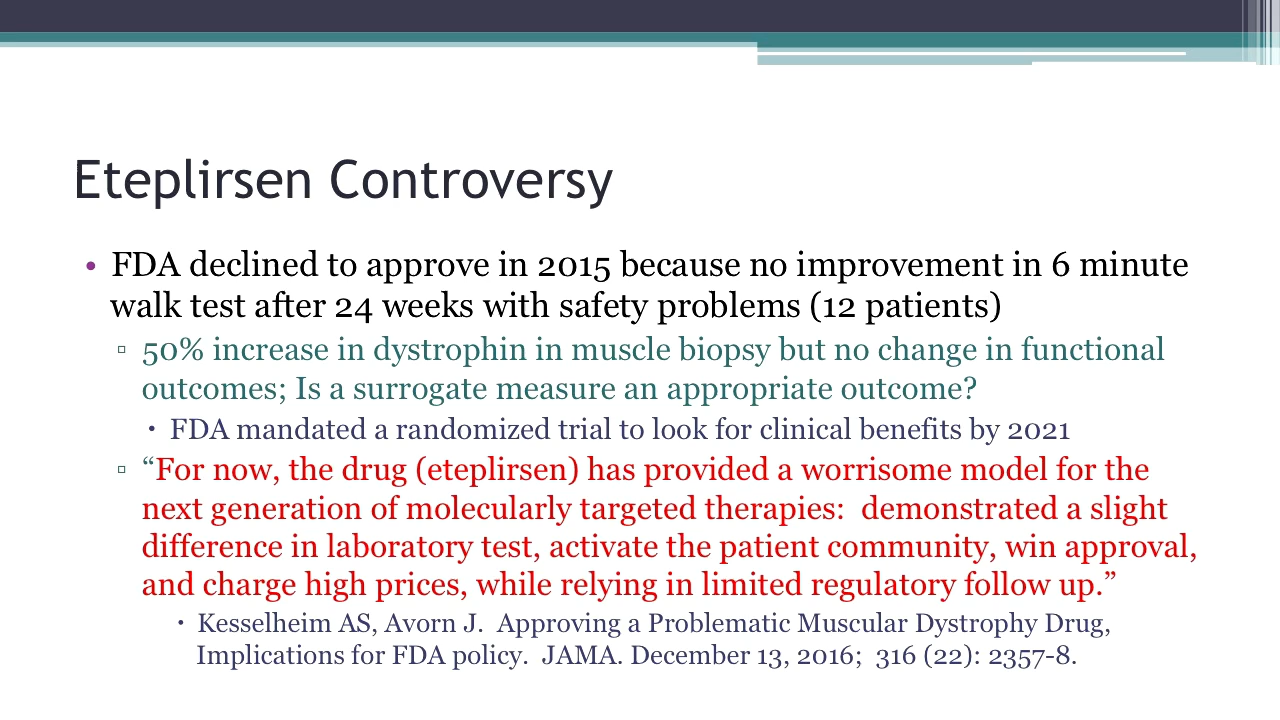 Eteplirsen Controversy
• FDA declined to approve in 2015 because no improvement in 6 minute
walk test after 24 weeks with safety problems (12 patients)
▫ 50% increase in dystrophin in muscle biopsy but no change in functional
outcomes; Is a surrogate measure an appropriate outcome?
▪ FDA mandated a randomized trial to look for clinical benefits by 2021
▫ “For now, the drug (eteplirsen) has provided a worrisome model for the
next generation of molecularly targeted therapies:  demonstrated a slight
difference in laboratory test, activate the patient community, win approval,
and charge high prices, while relying in limited regulatory follow up.”
▪ Kesselheim AS, Avorn J.  Approving a Problematic Muscular Dystrophy Drug,
Implications for FDA policy.  JAMA. December 13, 2016;  316 (22): 2357-8.